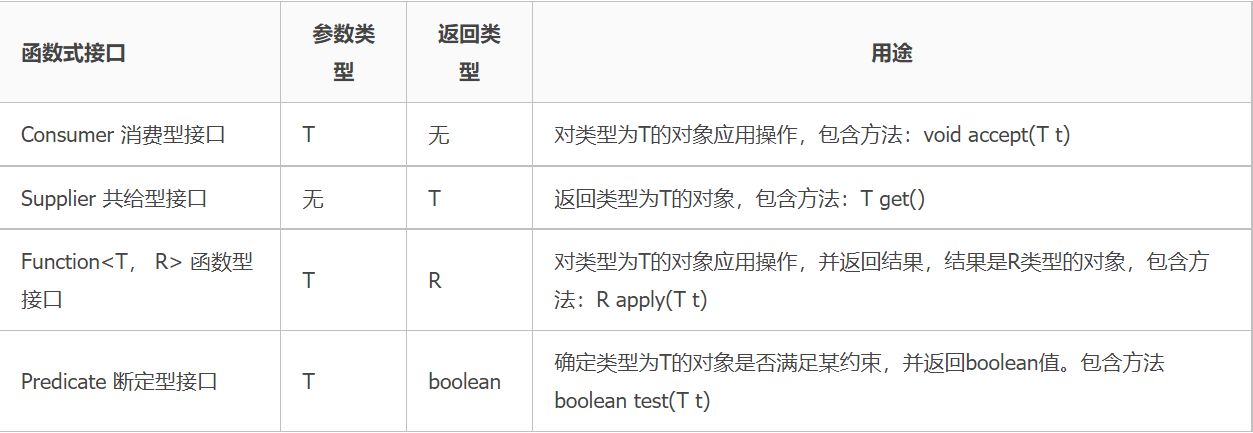 函数式接口
参数类
型
返回类
型
用途
Consumer 消费型接口
T
无
对类型为T的对象应用操作，包含方法：void accept(T t)
Supplier 共给型接口
无
T
返回类型为T的对象，包含方法：T get()
Function<T， R> 函数型
接口
T
R
对类型为T的对象应用操作，并返回结果，结果是R类型的对象，包含方
法：R apply(T t)
Predicate 断定型接口
T
boolean
确定类型为T的对象是否满足某约束，并返回boolean值。包含方法
boolean test(T t)